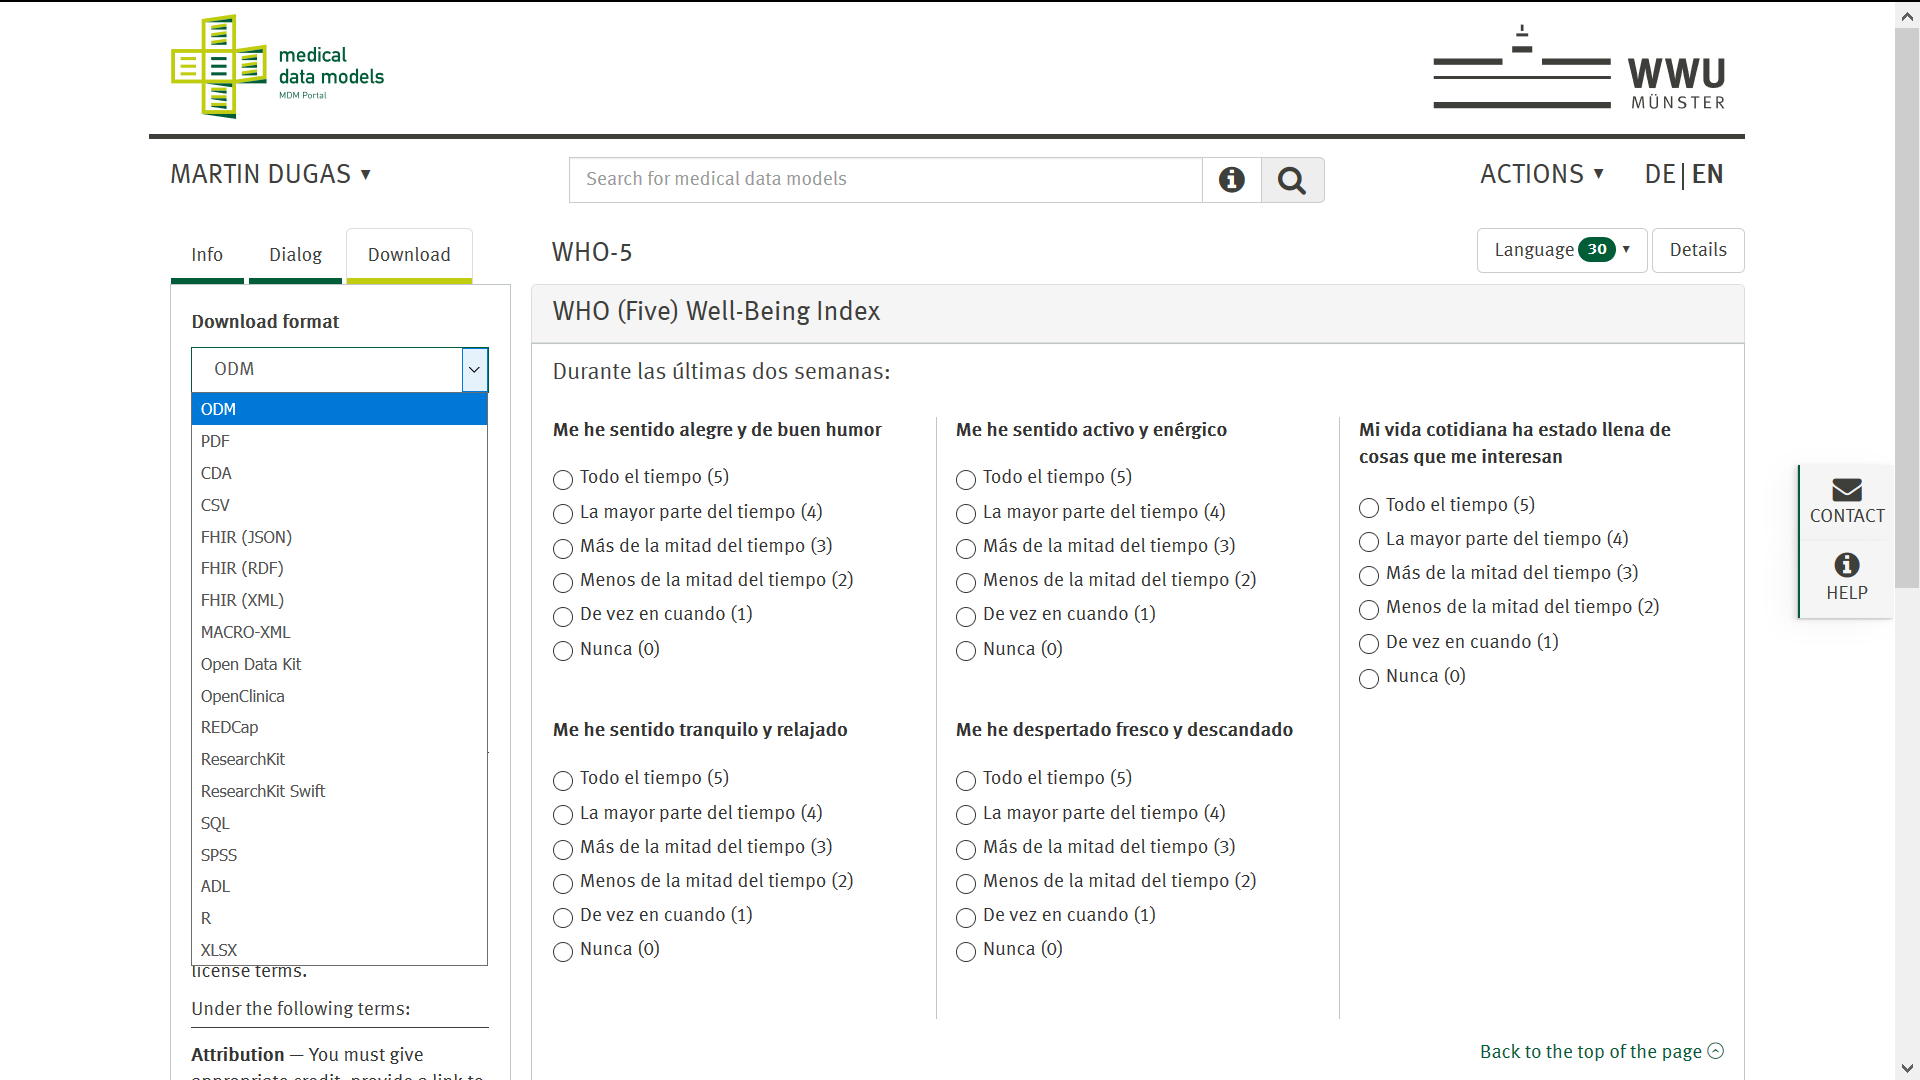 medical
data models
MDM Portal
WWU
MÜNSTER
MARTIN DUGAS ▼
Search for medical data models
ACTIONS ▼
DE | EN
Info
Dialog
Download
WHO-5
Language 30 ▼
Details
Download format
ODM
ODM
PDF
CDA
CSV
FHIR (JSON)
FHIR (RDF)
FHIR (XML)
MACRO-XML
Open Data Kit
OpenClinica
REDCap
ResearchKit
ResearchKit Swift
SQL
SPSS
ADL
R
XLSX
license terms.
Under the following terms:
Attribution — You must give
appropriate credit, provide a link to
WHO (Five) Well-Being Index
Durante las últimas dos semanas:
Me he sentido alegre y de buen humor
Todo el tiempo (5)
La mayor parte del tiempo (4)
Más de la mitad del tiempo (3)
Menos de la mitad del tiempo (2)
De vez en cuando (1)
Nunca (0)
Me he sentido activo y enérgico
Todo el tiempo (5)
La mayor parte del tiempo (4)
Más de la mitad del tiempo (3)
Menos de la mitad del tiempo (2)
De vez en cuando (1)
Nunca (0)
Mi vida cotidiana ha estado llena de
cosas que me interesan
Todo el tiempo (5)
La mayor parte del tiempo (4)
Más de la mitad del tiempo (3)
Menos de la mitad del tiempo (2)
De vez en cuando (1)
Nunca (0)
Me he sentido tranquilo y relajado
Todo el tiempo (5)
La mayor parte del tiempo (4)
Más de la mitad del tiempo (3)
Menos de la mitad del tiempo (2)
De vez en cuando (1)
Nunca (0)
Me he despertado fresco y descandado
Todo el tiempo (5)
La mayor parte del tiempo (4)
Más de la mitad del tiempo (3)
Menos de la mitad del tiempo (2)
De vez en cuando (1)
Nunca (0)
Back to the top of the page
CONTACT
HELP